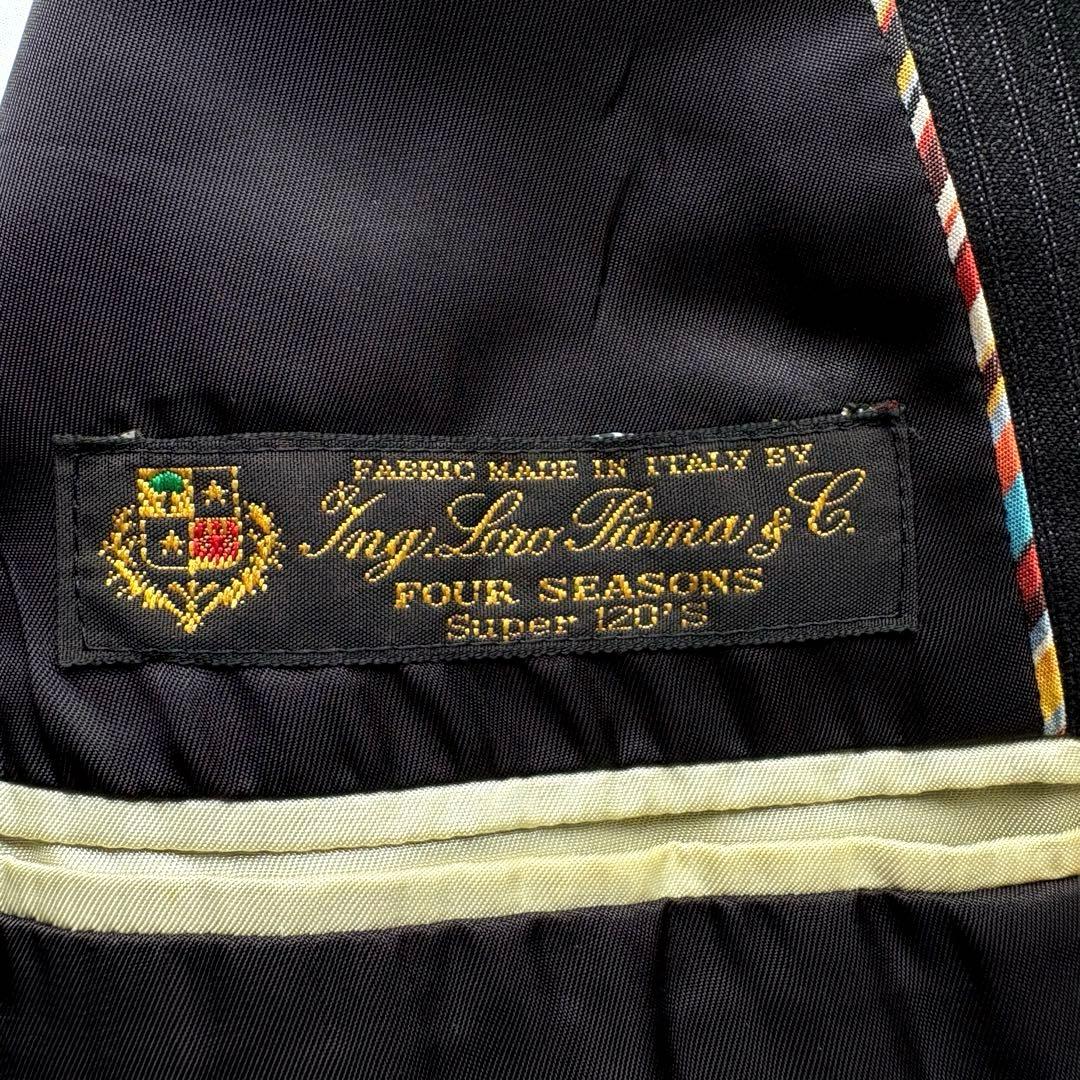 FABRIC MADE IN ITALY BY
Ing. Loro Piana & C.
FOUR SEASONS
Super 120'S